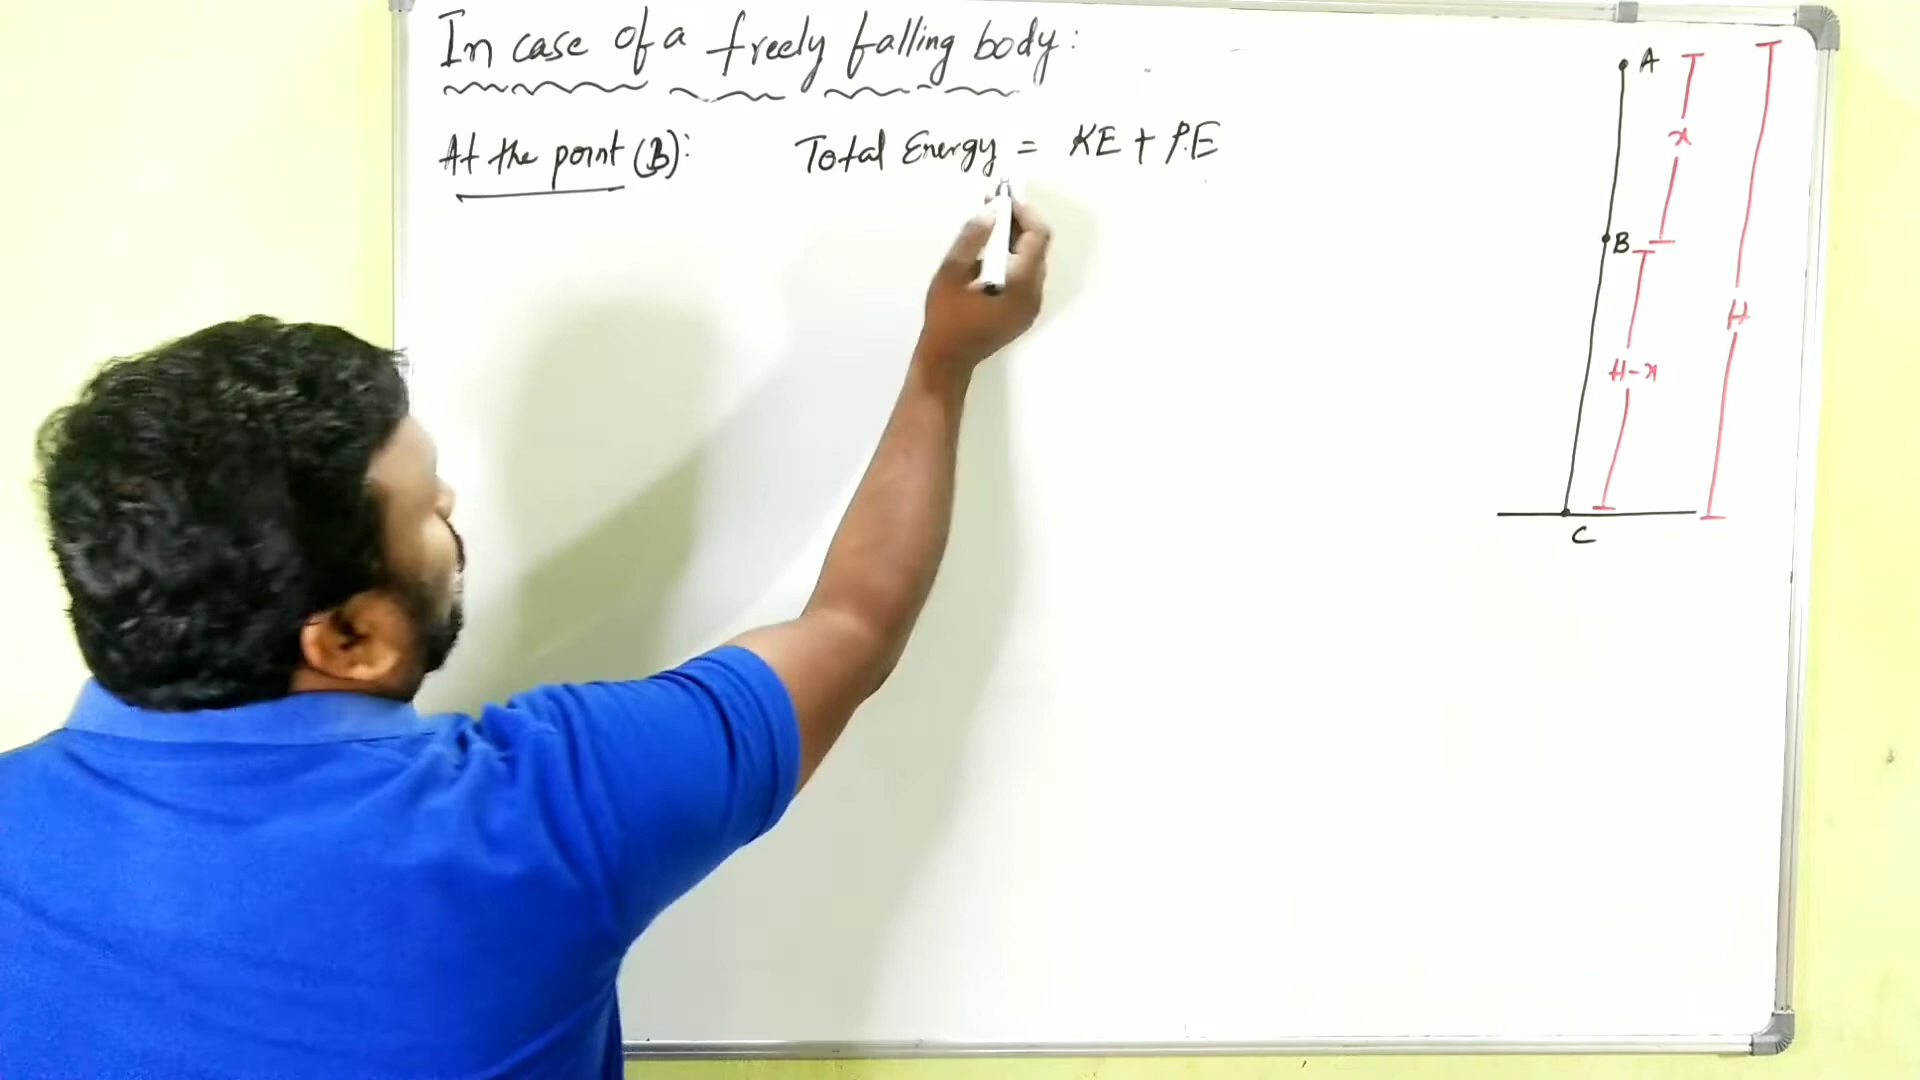 In case of a freely falling body:
At the point (B): Total Energy = KE + P.E
A
x
B
H
H-x
C